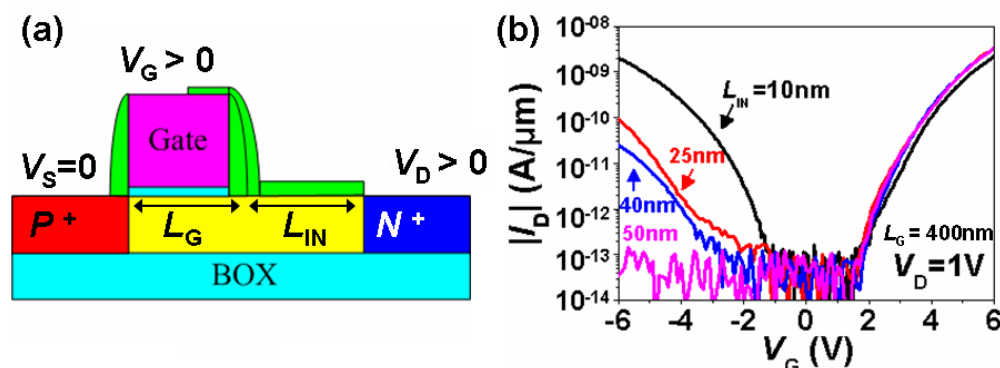 (a)
V_G > 0
Gate
V_S=0
V_D > 0
P+
L_G
L_IN
N+
BOX
(b)
|I_D| (A/μm)
10^-08
10^-09
10^-10
10^-11
10^-12
10^-13
10^-14
L_IN =10nm
25nm
40nm
50nm
L_G = 400nm
V_D=1V
-6 -4 -2 0 2 4 6
V_G (V)